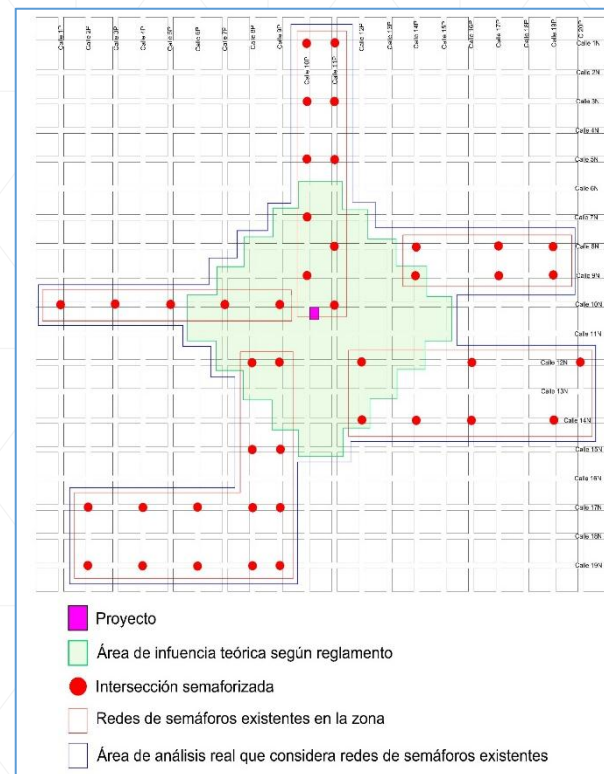 Calle 1P
Calle 2P
Calle 3P
Calle 4P
Calle 5P
Calle 6P
Calle 7P
Calle 8P
Calle 9P
Calle 10P
Calle 11P
Calle 12P
Calle 13P
Calle 14P
Calle 15P
Calle 16P
Calle 17P
Calle 18P
Calle 19P
C 20P
Calle 1N
Calle 2N
Calle 3N
Calle 4N
Calle 5N
Calle 6N
Calle 7N
Calle 8N
Calle 9N
Calle 10N
Calle 11N
Calle 12N
Calle 13N
Calle 14N
Calle 15N
Calle 16N
Calle 17N
Calle 18N
Calle 19N
Proyecto
Área de infuencia teórica según reglamento
Intersección semaforizada
Redes de semáforos existentes en la zona
Área de análisis real que considera redes de semáforos existentes